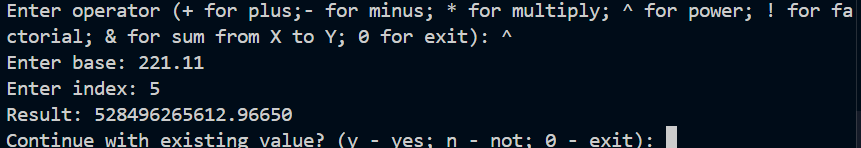 Enter operator (+ for plus;- for minus; * for multiply; ^ for power; ! for fa
ctorial; & for sum from X to Y; 0 for exit): ^
Enter base: 221.11
Enter index: 5
Result: 528496265612.96650
Continue with existing value? (y - yes; n - not; 0 - exit):